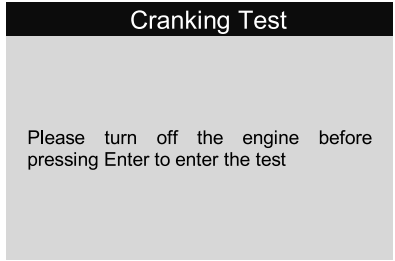 Cranking Test
Please turn off the engine before
pressing Enter to enter the test